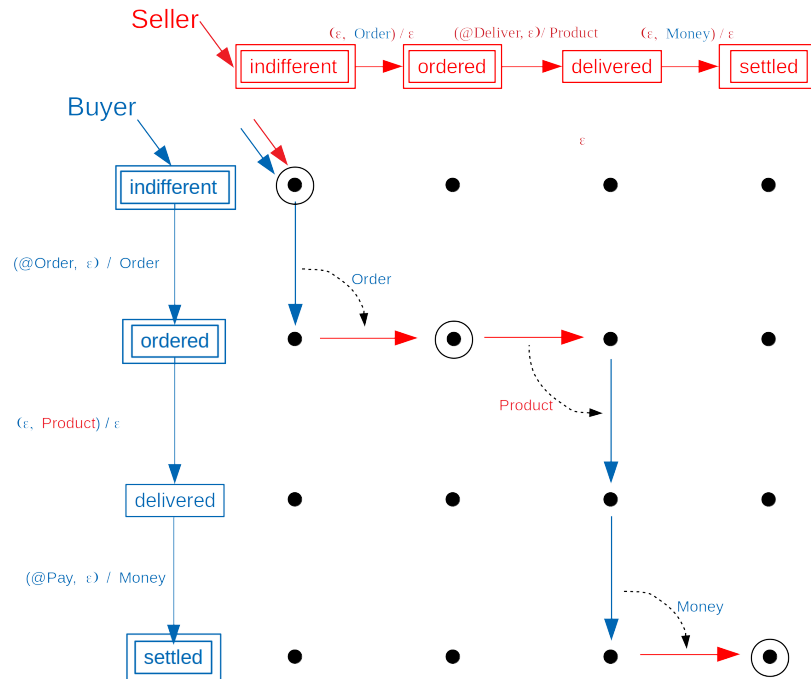 Seller
(ε, Order) / ε
(@Deliver, ε)/ Product
(ε, Money) / ε
indifferent
ordered
delivered
settled
Buyer
ε
indifferent
(@Order, ε) / Order
Order
ordered
Product
(ε, Product) / ε
delivered
(@Pay, ε) / Money
Money
settled